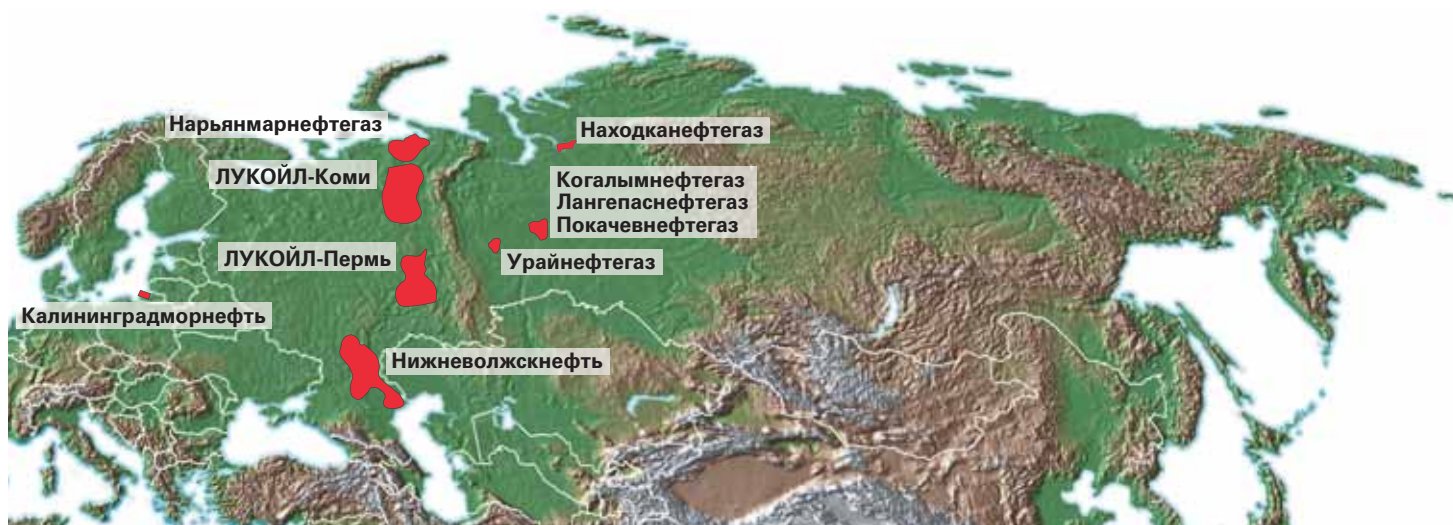 Нарьянмарнефтегаз
Находканефтегаз
ЛУКОЙЛ-Коми
Когалымнефтегаз
Лангепаснефтегаз
Покачевнефтегаз
ЛУКОЙЛ-Пермь
Урайнефтегаз
Калининградморнефть
Нижневолжскнефть